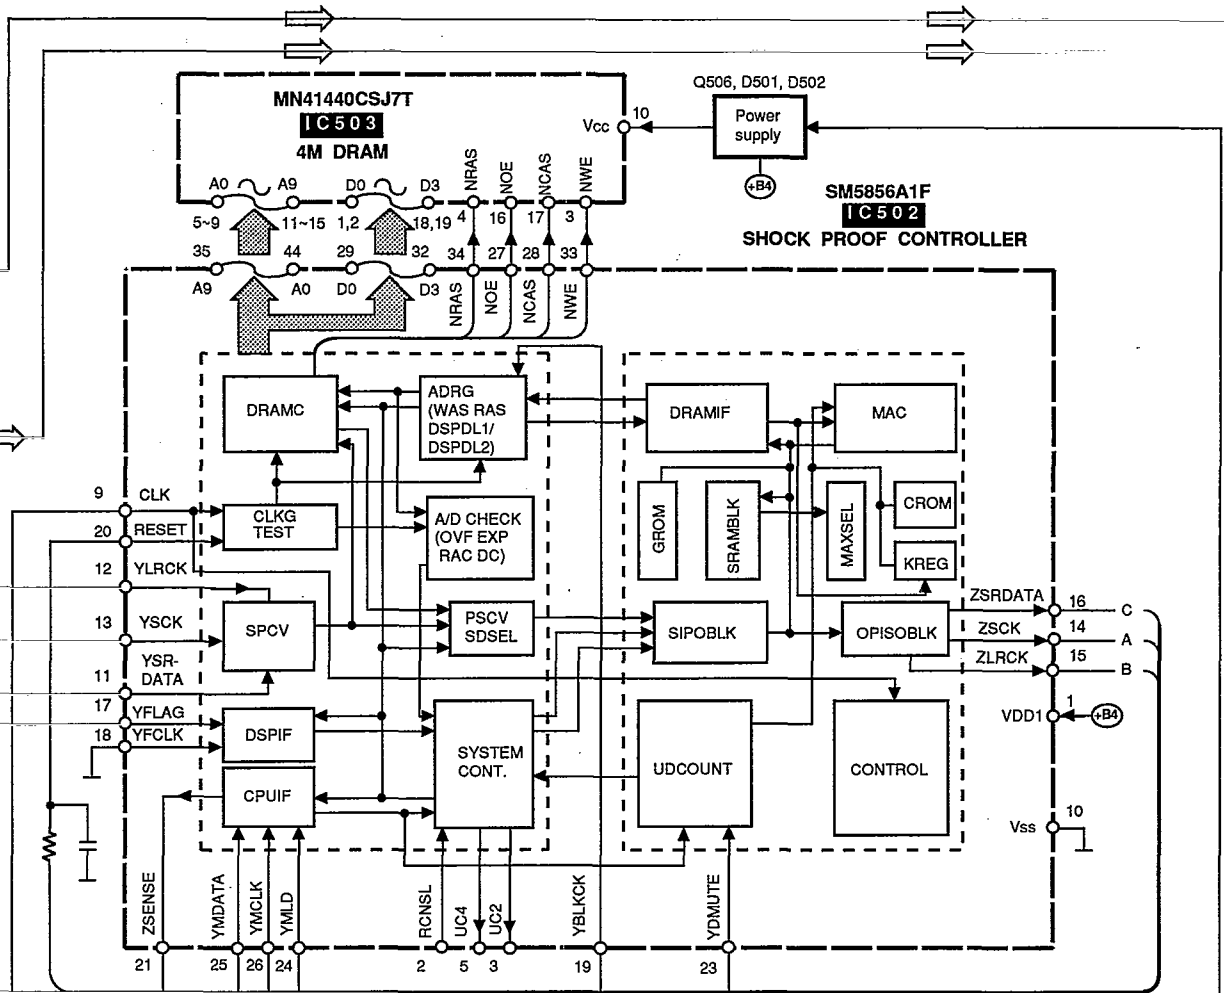 MN41440CSJ7T
IC503
4M DRAM
Vcc
10
Q506, D501, D502
Power
supply
+B4
A0 A9 D0 D3 NRAS NOE NCAS NWE
5~9 11~15 1,2 18,19 4 16 17 3
SM5856A1F
IC502
SHOCK PROOF CONTROLLER
35 44 29 32 34 27 28 33
A9 A0 D0 D3 NRAS NOE NCAS NWE
DRAMC
ADRG
(WAS RAS
DSPDL1/
DSPDL2)
DRAMIF
MAC
9 CLK
20 RESET
12 YLRCK
13 YSCK
11 YSR-
DATA
17 YFLAG
18 YFCLK
CLKG
TEST
A/D CHECK
(OVF EXP
RAC DC)
GROM
SRAMBLK
MAXSEL
CROM
KREG
SPCV
PSCV
SDSEL
SIPOBLK
OPISOBLK
ZSRDATA 16 C
ZSCK 14 A
ZLRCK 15 B
DSPIF
CPUIF
SYSTEM
CONT.
UDCOUNT
CONTROL
VDD1 1 +B4
Vss 10
ZSENSE YMDATA YMCLK YMLD RCNSL UC4 UC2 YBLKCK YDMUTE
21 25 26 24 2 5 3 19 23